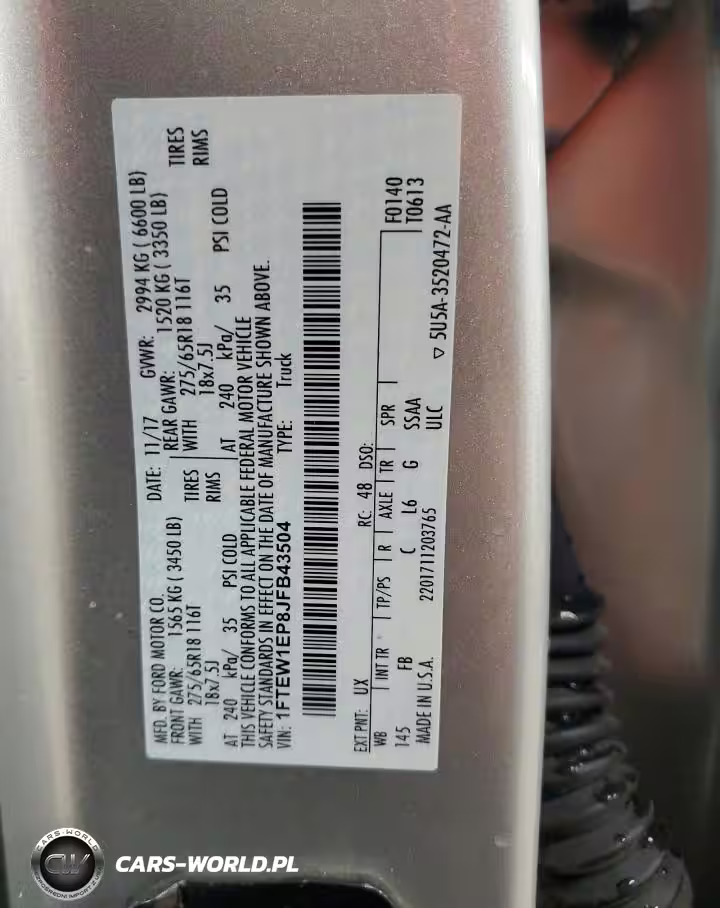 MFD. BY FORD MOTOR CO. DATE: 11/17 GVWR: 2994 KG ( 6600 LB)
FRONT GAWR: 1565 KG ( 3450 LB) REAR GAWR: 1520 KG ( 3350 LB)
WITH 275/65R18 116T TIRES WITH 275/65R18 116T TIRES
18x7.5J RIMS 18x7.5J RIMS
AT 240 kPa/ 35 PSI COLD AT 240 kPa/ 35 PSI COLD
THIS VEHICLE CONFORMS TO ALL APPLICABLE FEDERAL MOTOR VEHICLE
SAFETY STANDARDS IN EFFECT ON THE DATE OF MANUFACTURE SHOWN ABOVE.
VIN: 1FTEW1EP8JFB43504 TYPE: Truck
EXT PNT: UX RC: 48 DSO: F0140
WB INT TR TP/PS R AXLE TR SPR T0613
145 FB C L6 G SSAA
MADE IN U.S.A. 2201711203765 ULC ▽ 5U5A-3520472-AA
CARS-WORLD
CW
CARS-WORLD.PL